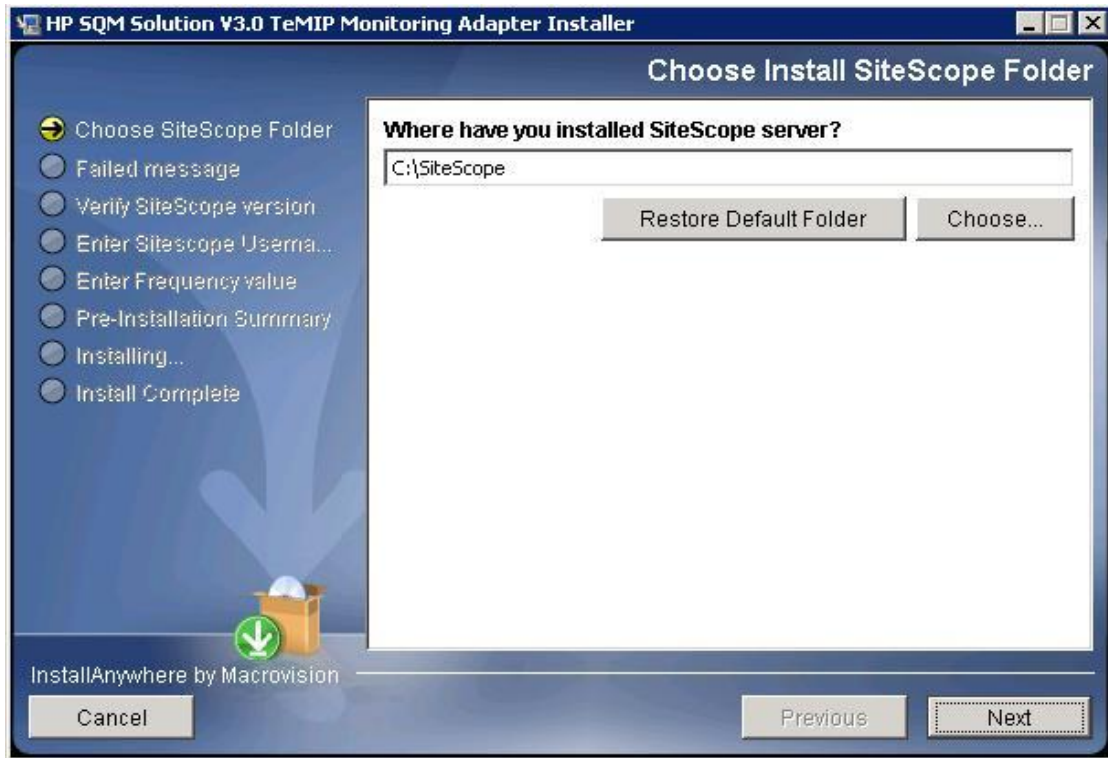 HP SQM Solution V3.0 TeMIP Monitoring Adapter Installer
Choose Install SiteScope Folder
Choose SiteScope Folder
Failed message
Verify SiteScope version
Enter Sitescope Userna...
Enter Frequency value
Pre-Installation Summary
Installing...
Install Complete
Where have you installed SiteScope server?
C:\SiteScope
Restore Default Folder
Choose...
InstallAnywhere by Macrovision
Cancel
Previous
Next